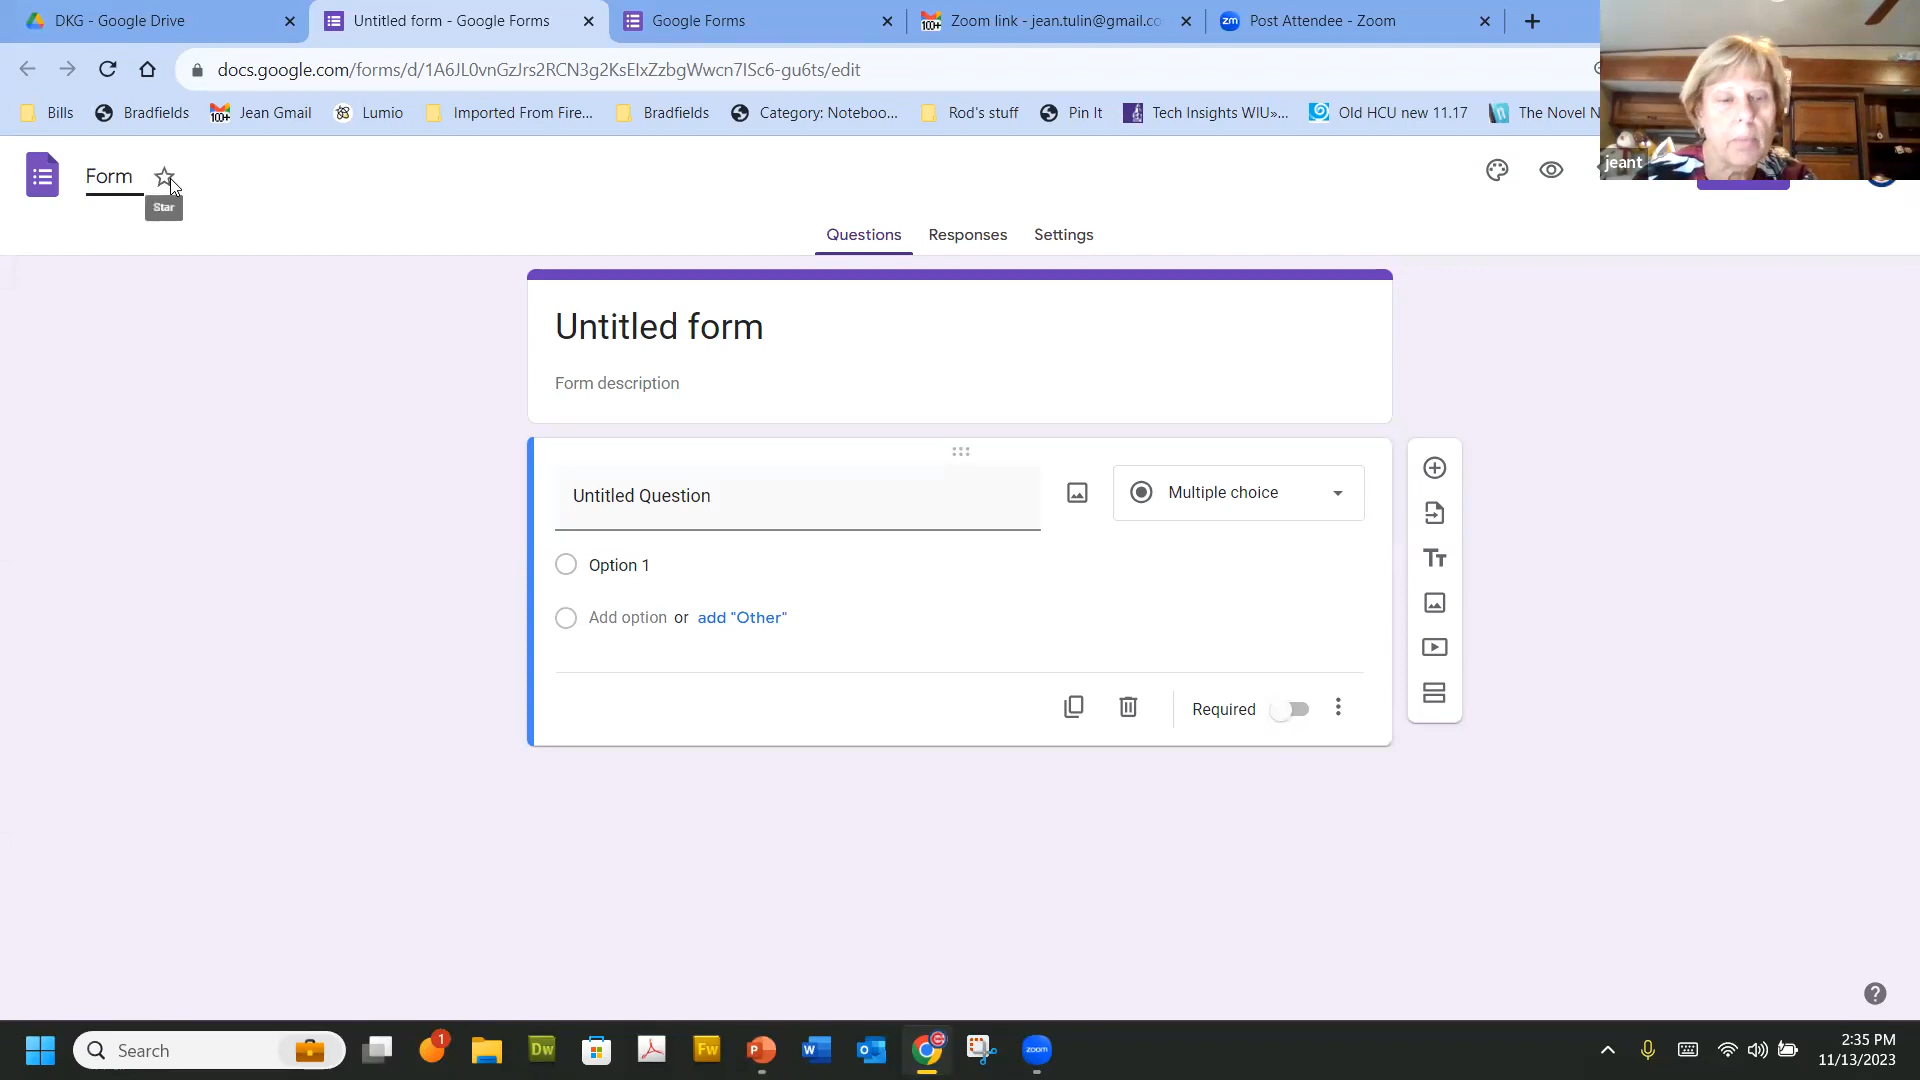 DKG - Google Drive
Untitled form - Google Forms
Google Forms
Zoom link - jean.tulin@gmail.co
Post Attendee - Zoom
docs.google.com/forms/d/1A6JL0vnGzJrs2RCN3g2KsElxZzbgWwcn7ISc6-gu6ts/edit
Bills
Bradfields
Jean Gmail
Lumio
Imported From Fire...
Bradfields
Category: Noteboo...
Rod's stuff
Pin It
Tech Insights WIU»...
Old HCU new 11.17
The Novel N
jeant
Form
Star
Questions
Responses
Settings
Untitled form
Form description
Untitled Question
Multiple choice
Option 1
Add option or add "Other"
Required
Search
1
Dw
Fw
P
W
zoom
2:35 PM
11/13/2023